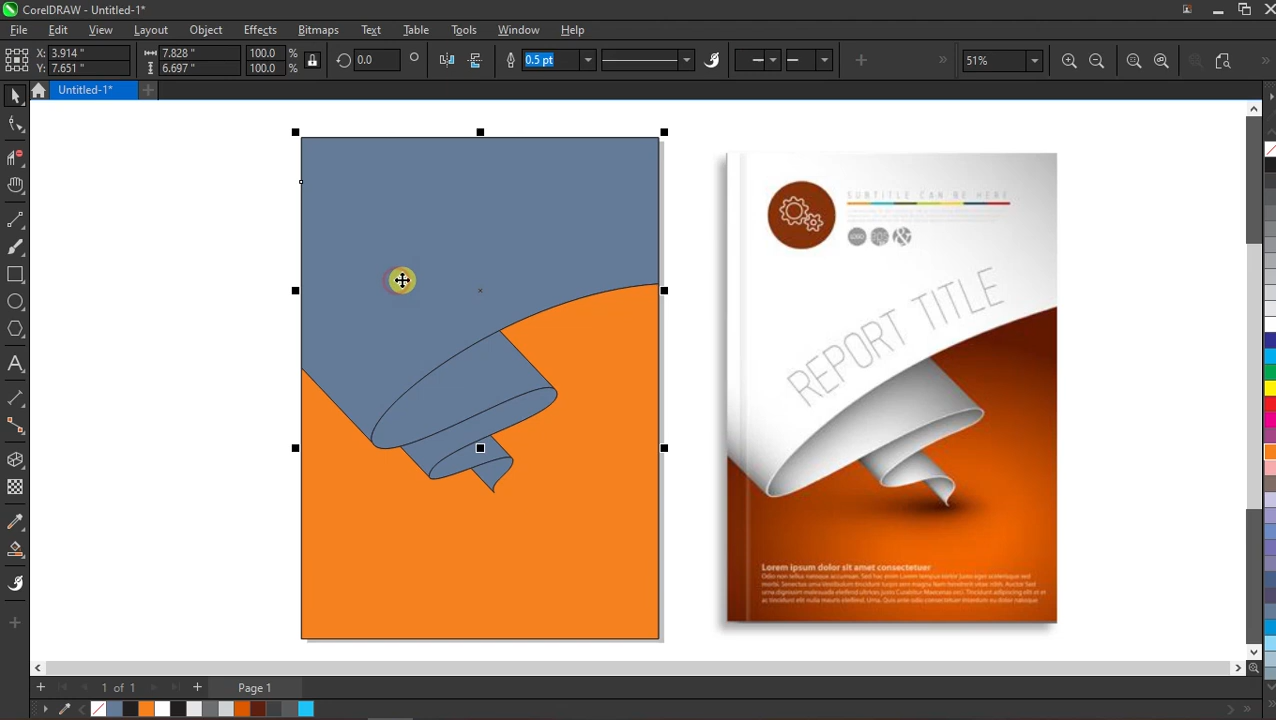 CorelDRAW - Untitled-1*
File Edit View Layout Object Effects Bitmaps Text Table Tools Window Help
X: 3.914 " 7.828 " 100.0 % 0.0 ° 0.5 pt 51%
Y: 7.651 " 6.697 " 100.0 %
Untitled-1*
SUBTITLE CAN BE HERE
LOGO &
REPORT TITLE
Lorem ipsum dolor sit amet consectetuer
1 of 1 Page 1